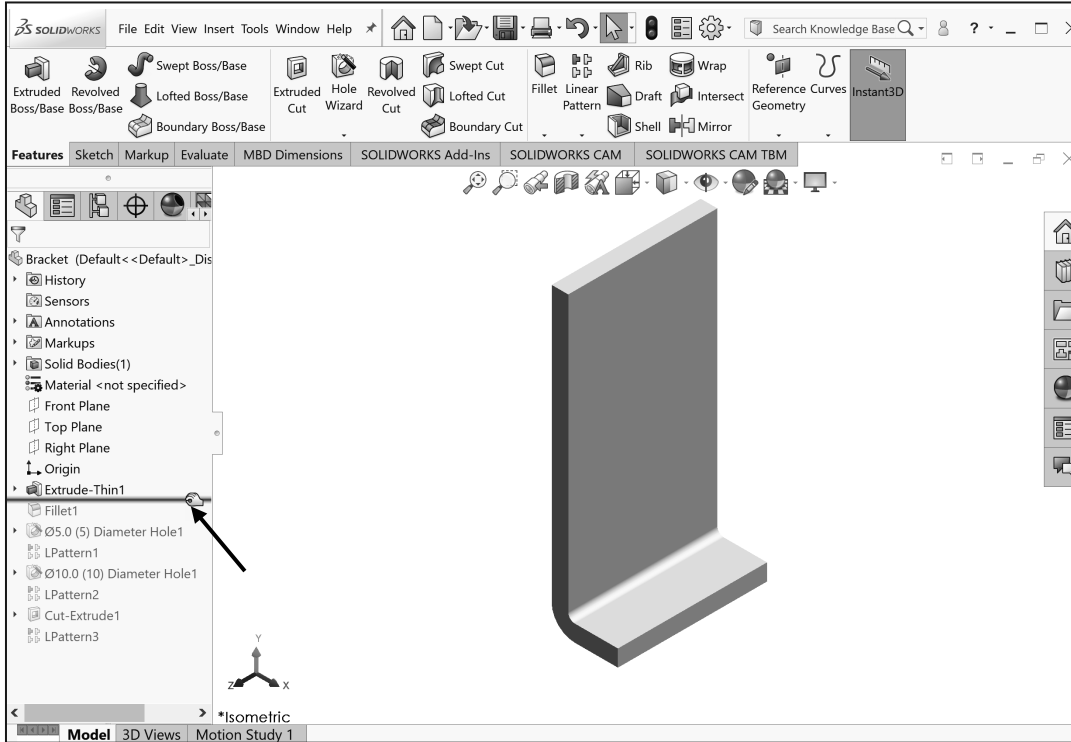 SOLIDWORKS File Edit View Insert Tools Window Help Search Knowledge Base ?
Extruded Boss/Base
Revolved Boss/Base
Swept Boss/Base
Lofted Boss/Base
Boundary Boss/Base
Extruded Cut
Hole Wizard
Revolved Cut
Swept Cut
Lofted Cut
Boundary Cut
Fillet
Linear Pattern
Rib
Draft
Shell
Wrap
Intersect
Mirror
Reference Geometry
Curves
Instant3D
Features Sketch Markup Evaluate MBD Dimensions SOLIDWORKS Add-Ins SOLIDWORKS CAM SOLIDWORKS CAM TBM
Bracket (Default<<Default>_Dis
History
Sensors
Annotations
Markups
Solid Bodies(1)
Material <not specified>
Front Plane
Top Plane
Right Plane
Origin
Extrude-Thin1
Fillet1
Ø5.0 (5) Diameter Hole1
LPattern1
Ø10.0 (10) Diameter Hole1
LPattern2
Cut-Extrude1
LPattern3
Y
Z X
*Isometric
Model 3D Views Motion Study 1